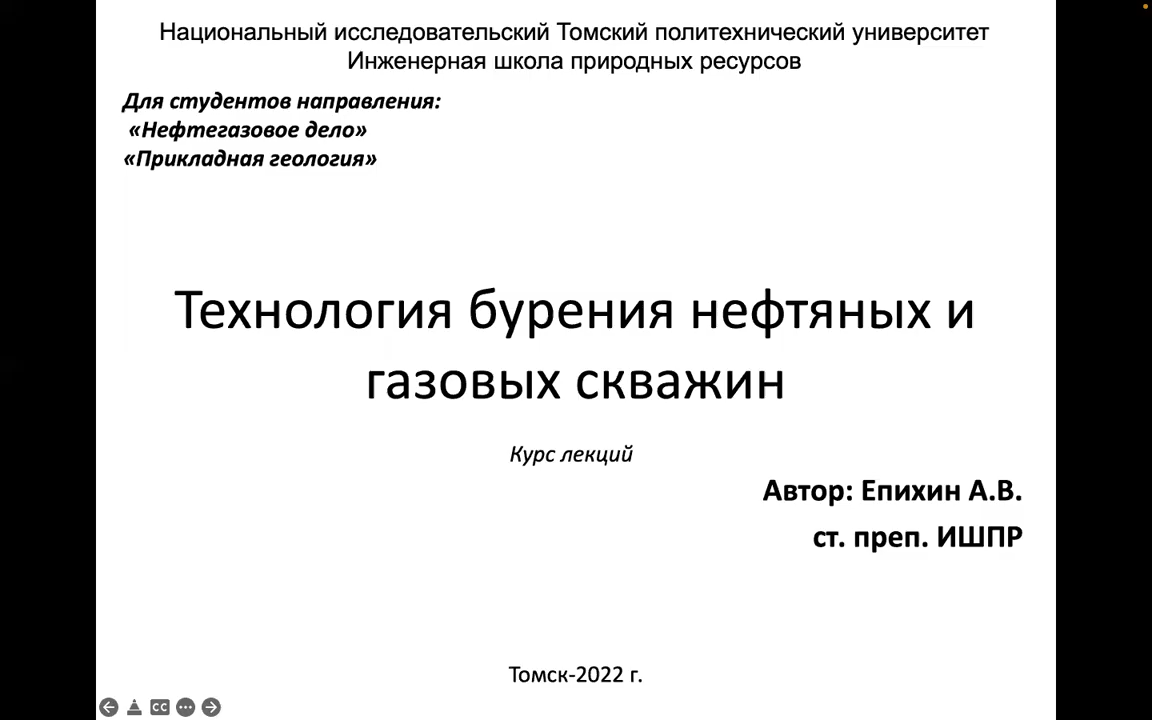 Национальный исследовательский Томский политехнический университет
Инженерная школа природных ресурсов
Для студентов направления:
«Нефтегазовое дело»
«Прикладная геология»
Технология бурения нефтяных и
газовых скважин
Курс лекций
Автор: Епихин А.В.
ст. преп. ИШПР
Томск-2022 г.
CC